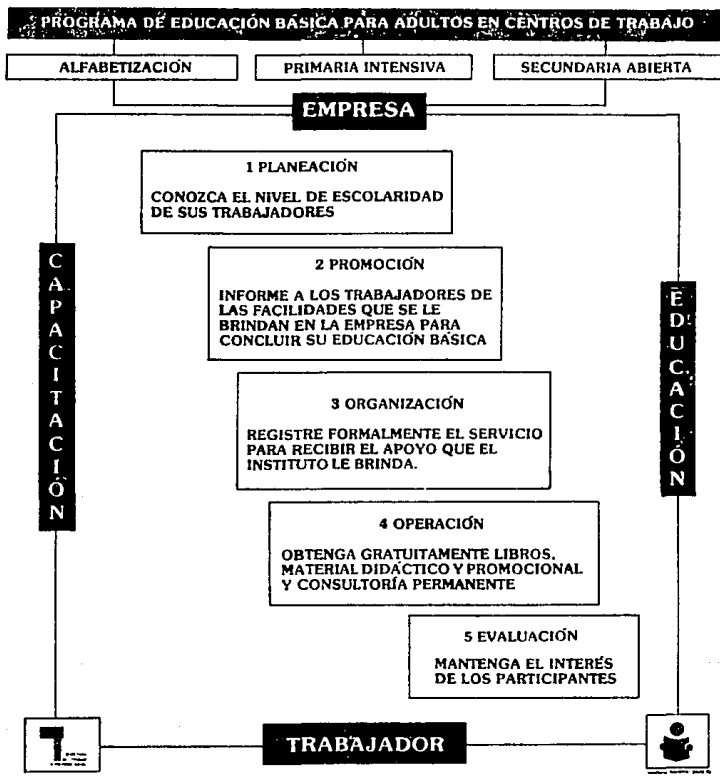 PROGRAMA DE EDUCACIÓN BÁSICA PARA ADULTOS EN CENTROS DE TRABAJO
ALFABETIZACIÓN
PRIMARIA INTENSIVA
SECUNDARIA ABIERTA
EMPRESA
1 PLANEACIÓN
CONOZCA EL NIVEL DE ESCOLARIDAD
DE SUS TRABAJADORES
CAPACITACIÓN
2 PROMOCIÓN
INFORME A LOS TRABAJADORES DE
LAS FACILIDADES QUE SE LE
BRINDAN EN LA EMPRESA PARA
CONCLUIR SU EDUCACIÓN BÁSICA
EDUCACIÓN
3 ORGANIZACIÓN
REGISTRE FORMALMENTE EL SERVICIO
PARA RECIBIR EL APOYO QUE EL
INSTITUTO LE BRINDA.
4 OPERACIÓN
OBTENGA GRATUITAMENTE LIBROS,
MATERIAL DIDÁCTICO Y PROMOCIONAL
Y CONSULTORÍA PERMANENTE
5 EVALUACIÓN
MANTENGA EL INTERÉS
DE LOS PARTICIPANTES
TRABAJADOR